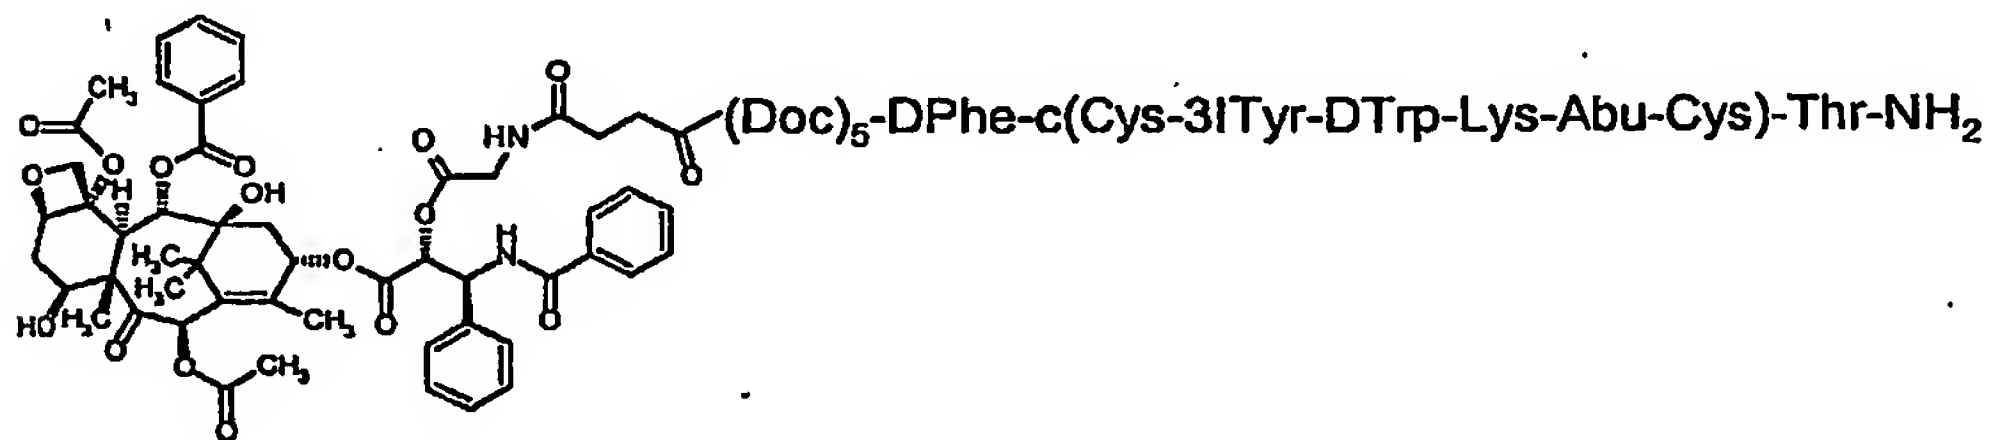 O
CH₃
O
HN
(Doc)₅-DPhe-c(Cys-3ITyr-DTrp-Lys-Abu-Cys)-Thr-NH₂
O
O
O
O
O
O
O
H
OH
O
H
N
H₃C
O
H₃C
HO
H₃C
CH₃
O
O
O
O
CH₃
O